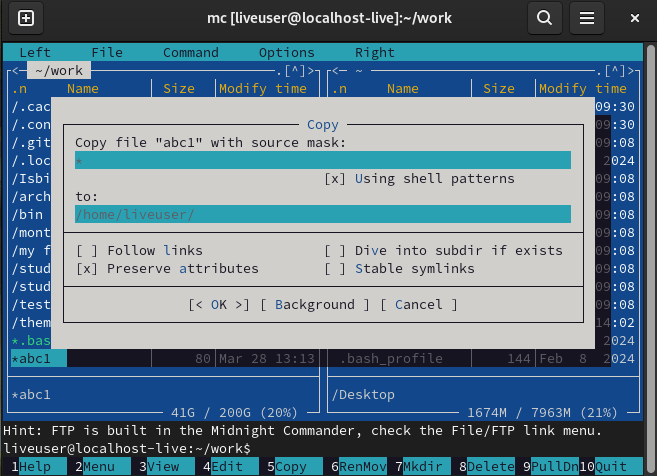 mc [liveuser@localhost-live]:~/work
Left File Command Options Right
<─ ~/work .[^]> <─ ~ .[^]>
.n Name Size Modify time .n Name Size Modify time
/.cac 09:30
/.con 09:30
/.git 09:08
/.loc 2024
/Isbi 09:08
/arch 09:08
/bin 09:08
/mont 09:08
/my f 09:08
/stud 09:08
/stud 09:08
/test 09:08
/them 14:02
*.bas 2024
Copy
Copy file "abc1" with source mask:
*
[x] Using shell patterns
to:
/home/liveuser/
[ ] Follow links [ ] Dive into subdir if exists
[x] Preserve attributes [ ] Stable symlinks
[< OK >] [ Background ] [ Cancel ]
*abc1 80 Mar 28 13:13 .bash_profile 144 Feb 8 2024
*abc1 /Desktop
41G / 200G (20%) 1674M / 7963M (21%)
Hint: FTP is built in the Midnight Commander, check the File/FTP link menu.
liveuser@localhost-live:~/work$
1Help 2Menu 3View 4Edit 5Copy 6RenMov 7Mkdir 8Delete 9PullDn 10Quit